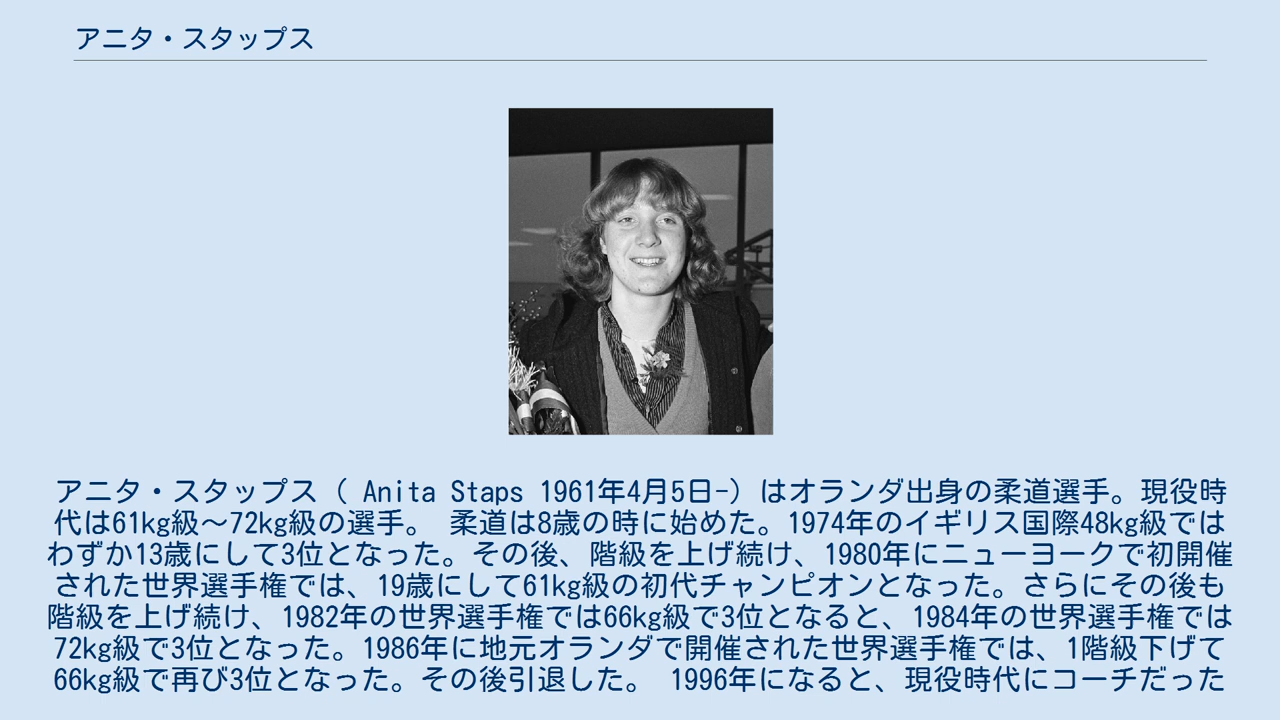 アニタ・スタップス
アニタ・スタップス（ Anita Staps 1961年4月5日-）はオランダ出身の柔道選手。現役時
代は61kg級～72kg級の選手。 柔道は8歳の時に始めた。1974年のイギリス国際48kg級では
わずか13歳にして3位となった。その後、階級を上げ続け、1980年にニューヨークで初開催
された世界選手権では、19歳にして61kg級の初代チャンピオンとなった。さらにその後も
階級を上げ続け、1982年の世界選手権では66kg級で3位となると、1984年の世界選手権では
72kg級で3位となった。1986年に地元オランダで開催された世界選手権では、1階級下げて
66kg級で再び3位となった。その後引退した。 1996年になると、現役時代にコーチだった